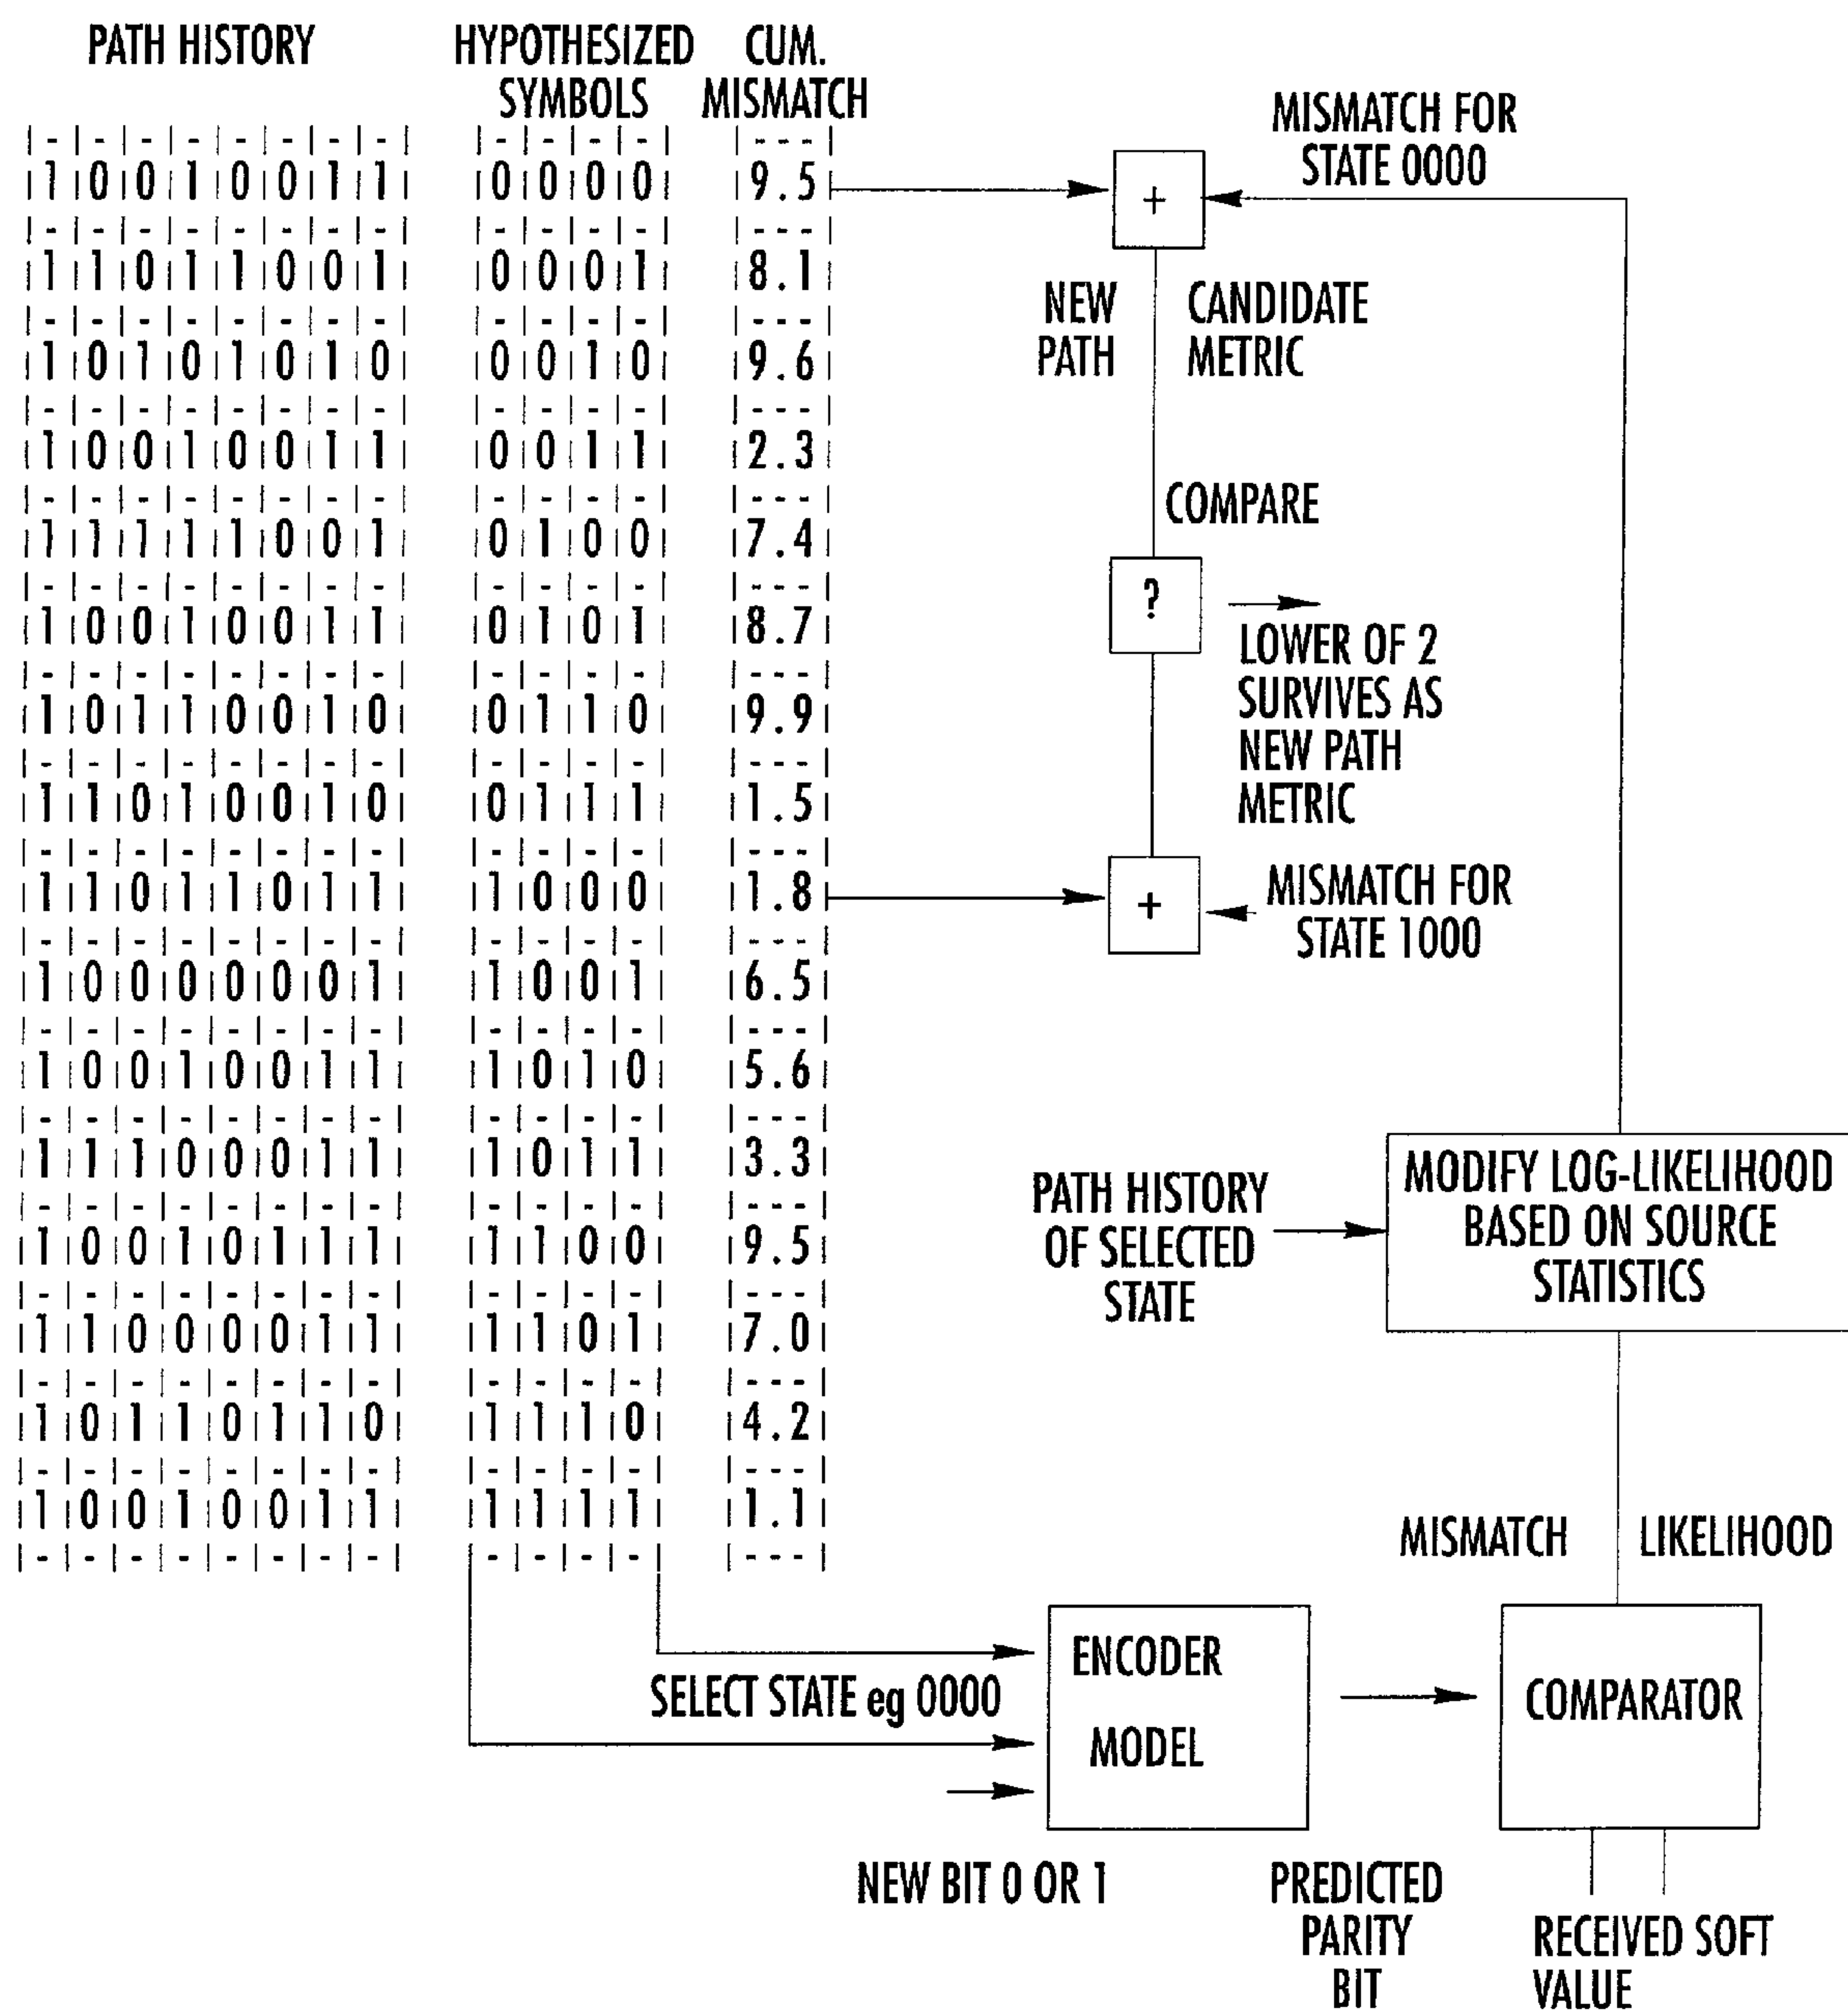 PATH HISTORY
HYPOTHESIZED
SYMBOLS
CUM.
MISMATCH
1 0 0 1 0 0 1 1 0 0 0 0 9.5
1 1 0 1 1 0 0 1 0 0 0 1 8.1
1 0 1 0 1 0 1 0 0 0 1 0 9.6
1 0 0 1 0 0 1 1 0 0 1 1 2.3
1 1 1 1 1 0 0 1 0 1 0 0 7.4
1 0 0 1 0 0 1 1 0 1 0 1 8.7
1 0 1 1 0 0 1 0 0 1 1 0 9.9
1 1 0 1 0 0 1 0 0 1 1 1 1.5
1 1 0 1 1 0 1 1 1 0 0 0 1.8
1 0 0 0 0 0 0 1 1 0 0 1 6.5
1 0 0 1 0 0 1 1 1 0 1 0 5.6
1 1 1 0 0 0 1 1 1 0 1 1 3.3
1 0 0 1 0 1 1 1 1 1 0 0 9.5
1 1 0 0 0 0 1 1 1 1 0 1 7.0
1 0 1 1 0 1 1 0 1 1 1 0 4.2
1 0 0 1 0 0 1 1 1 1 1 1 1.1
MISMATCH FOR
STATE 0000
+
NEW
PATH
CANDIDATE
METRIC
COMPARE
?
LOWER OF 2
SURVIVES AS
NEW PATH
METRIC
+
MISMATCH FOR
STATE 1000
PATH HISTORY
OF SELECTED
STATE
MODIFY LOG-LIKELIHOOD
BASED ON SOURCE
STATISTICS
MISMATCH LIKELIHOOD
SELECT STATE eg 0000
ENCODER
MODEL
COMPARATOR
NEW BIT 0 OR 1
PREDICTED
PARITY
BIT
RECEIVED SOFT
VALUE